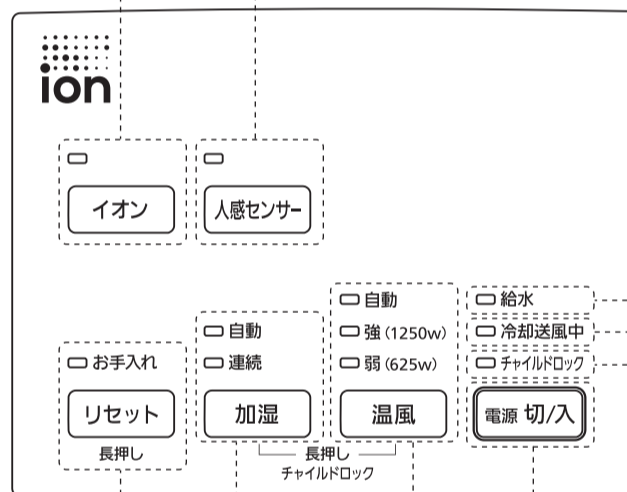 ion
イオン
人感センサー
自動
強(1250w)
弱(625w)
給水
冷却送風中
チャイルドロック
自動
連続
お手入れ
リセット
加湿
温風
電源 切/入
長押し
長押し
チャイルドロック